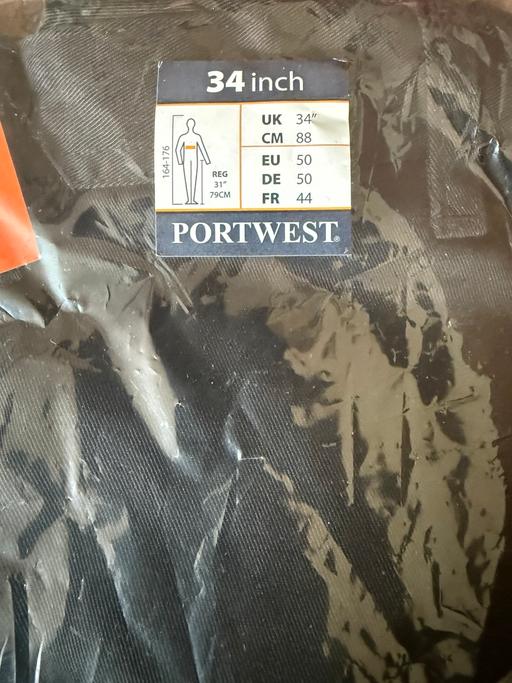 34 inch
164-176
REG
31"
79CM
UK 34"
CM 88
EU 50
DE 50
FR 44
PORTWEST®